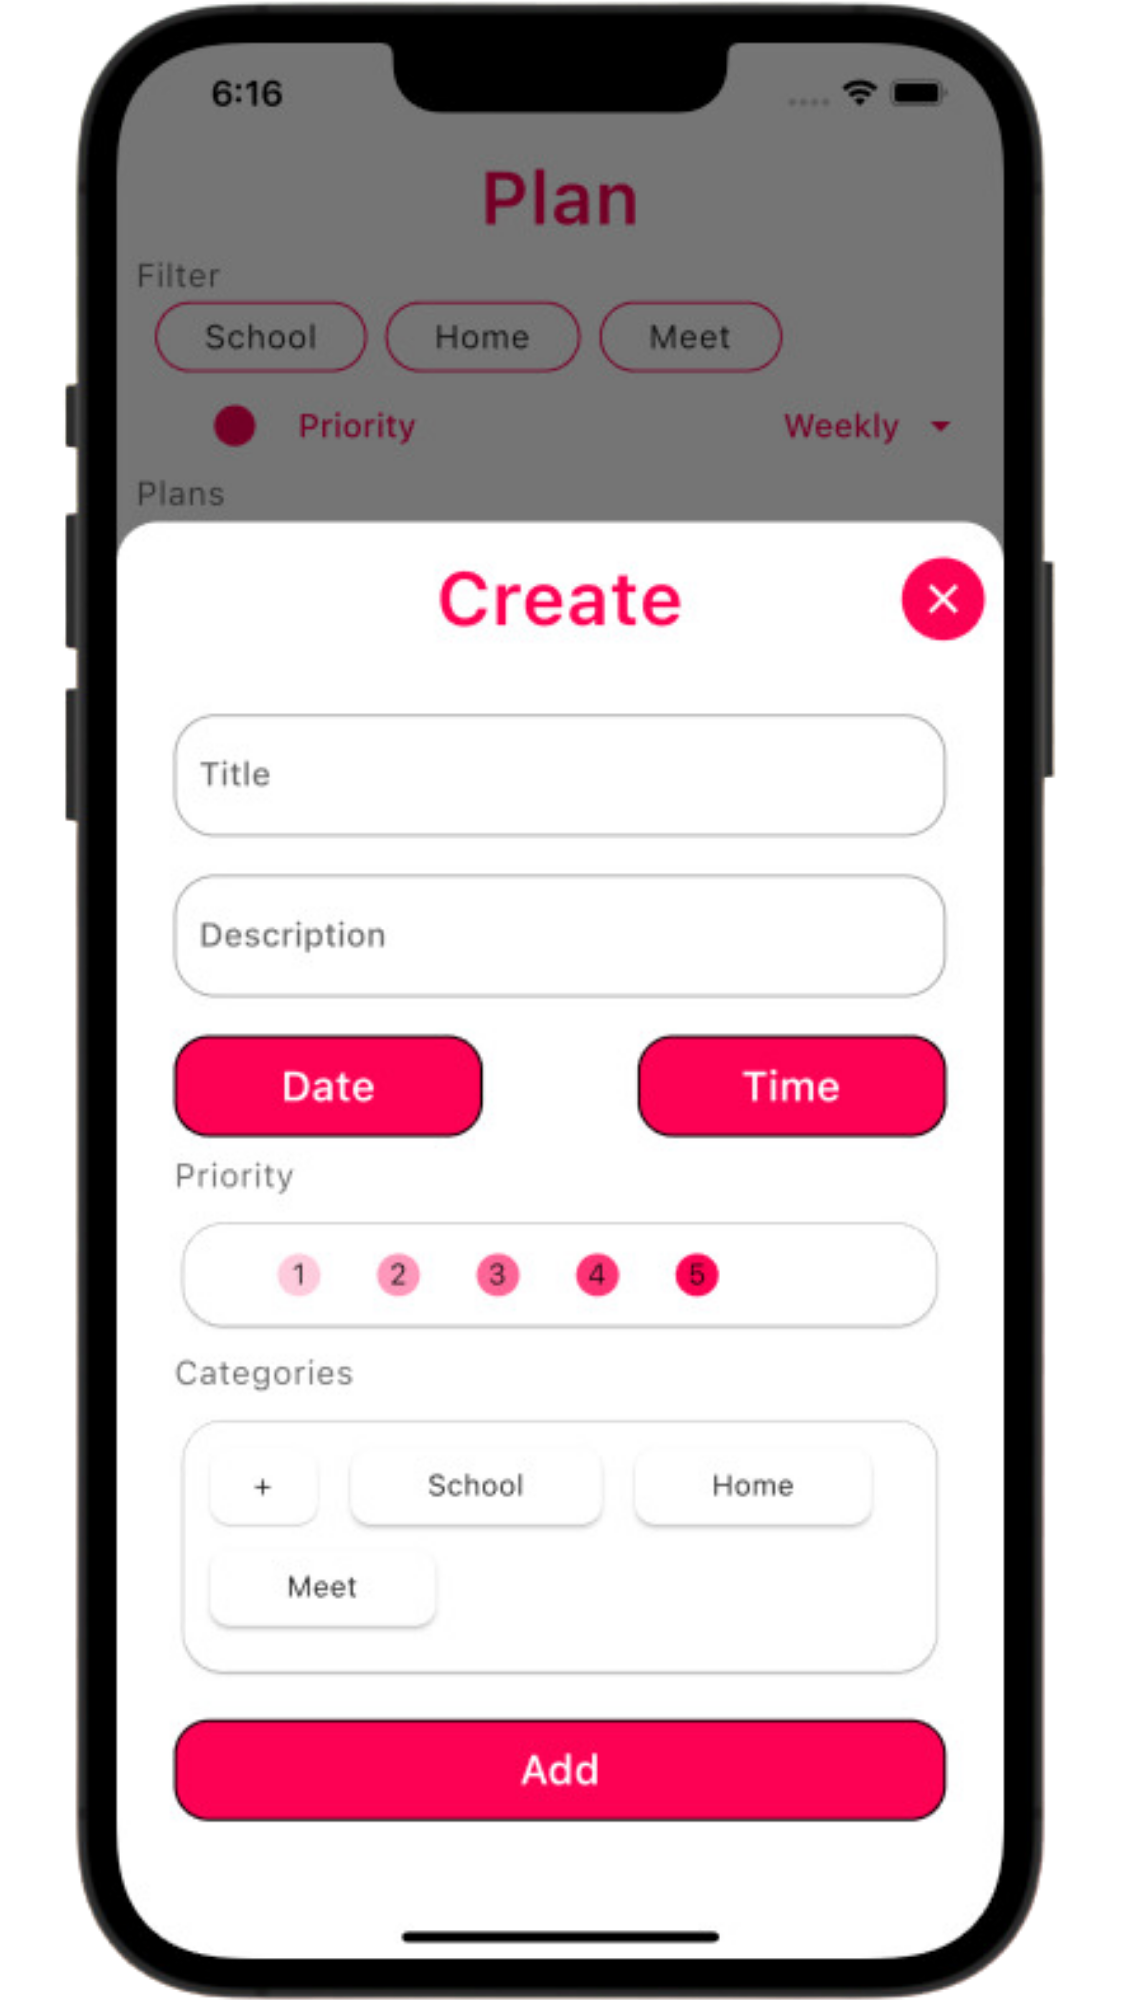 6:16
Plan
Filter
School Home Meet
Priority Weekly
Plans
Create
Title
Description
Date Time
Priority
1 2 3 4 5
Categories
+ School Home
Meet
Add